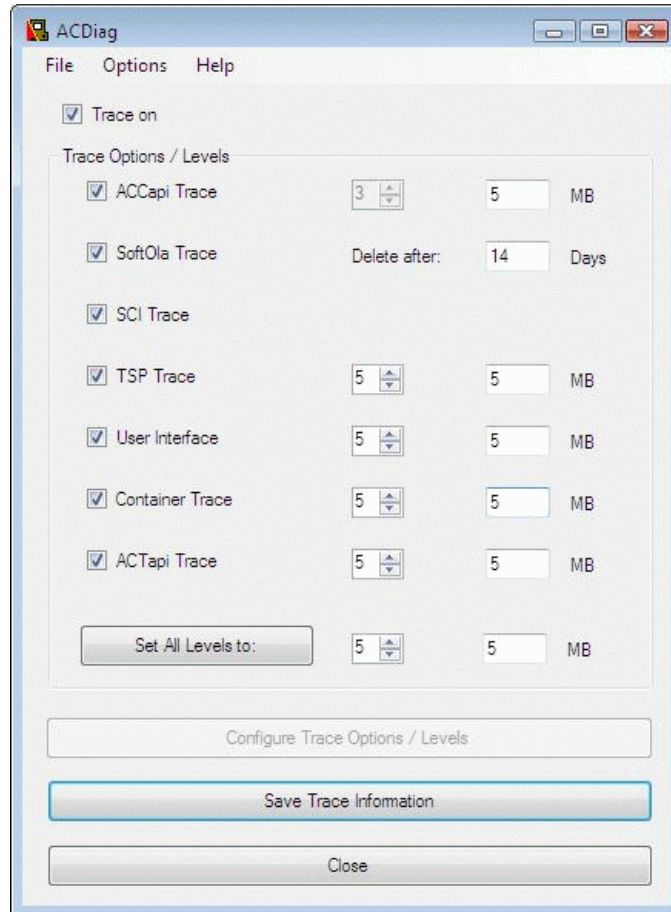 ACDiag
File Options Help
Trace on
Trace Options / Levels
ACCapi Trace 3 5 MB
SoftOla Trace Delete after: 14 Days
SCI Trace
TSP Trace 5 5 MB
User Interface 5 5 MB
Container Trace 5 5 MB
ACTapi Trace 5 5 MB
Set All Levels to: 5 5 MB
Configure Trace Options / Levels
Save Trace Information
Close